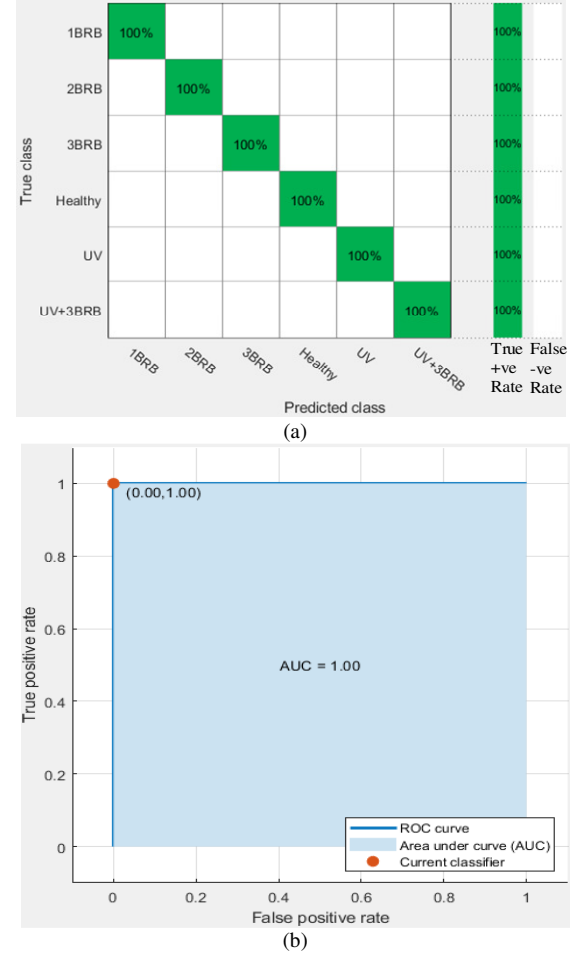 1BRB 100% 100%
2BRB 100% 100%
3BRB 100% 100%
Healthy 100% 100%
UV 100% 100%
UV+3BRB 100% 100%
True class
1BRB 2BRB 3BRB Healthy UV UV+3BRB
True False
+ve -ve
Rate Rate
Predicted class
(a)
1
(0.00,1.00)
0.8
0.6
AUC = 1.00
0.4
0.2
0
True positive rate
ROC curve
Area under curve (AUC)
Current classifier
0 0.2 0.4 0.6 0.8 1
False positive rate
(b)